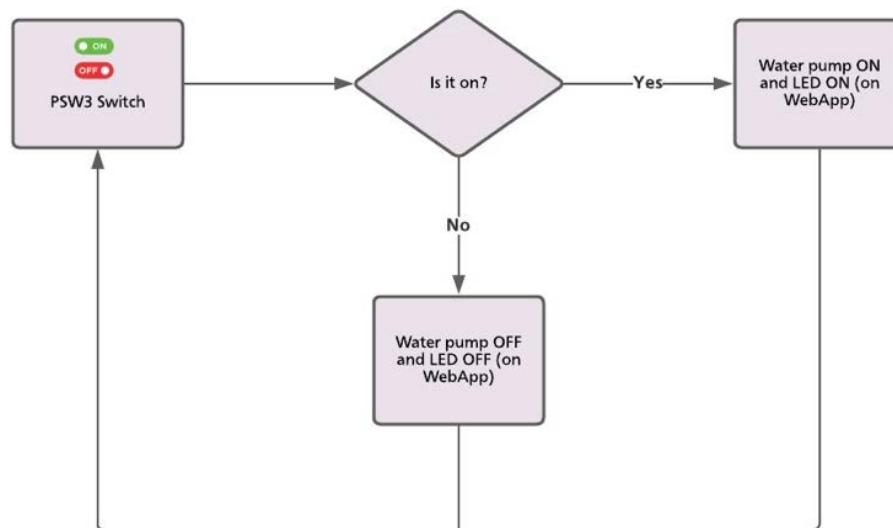 ON
OFF
PSW3 Switch
Is it on?
Yes
Water pump ON
and LED ON (on
WebApp)
No
Water pump OFF
and LED OFF (on
WebApp)